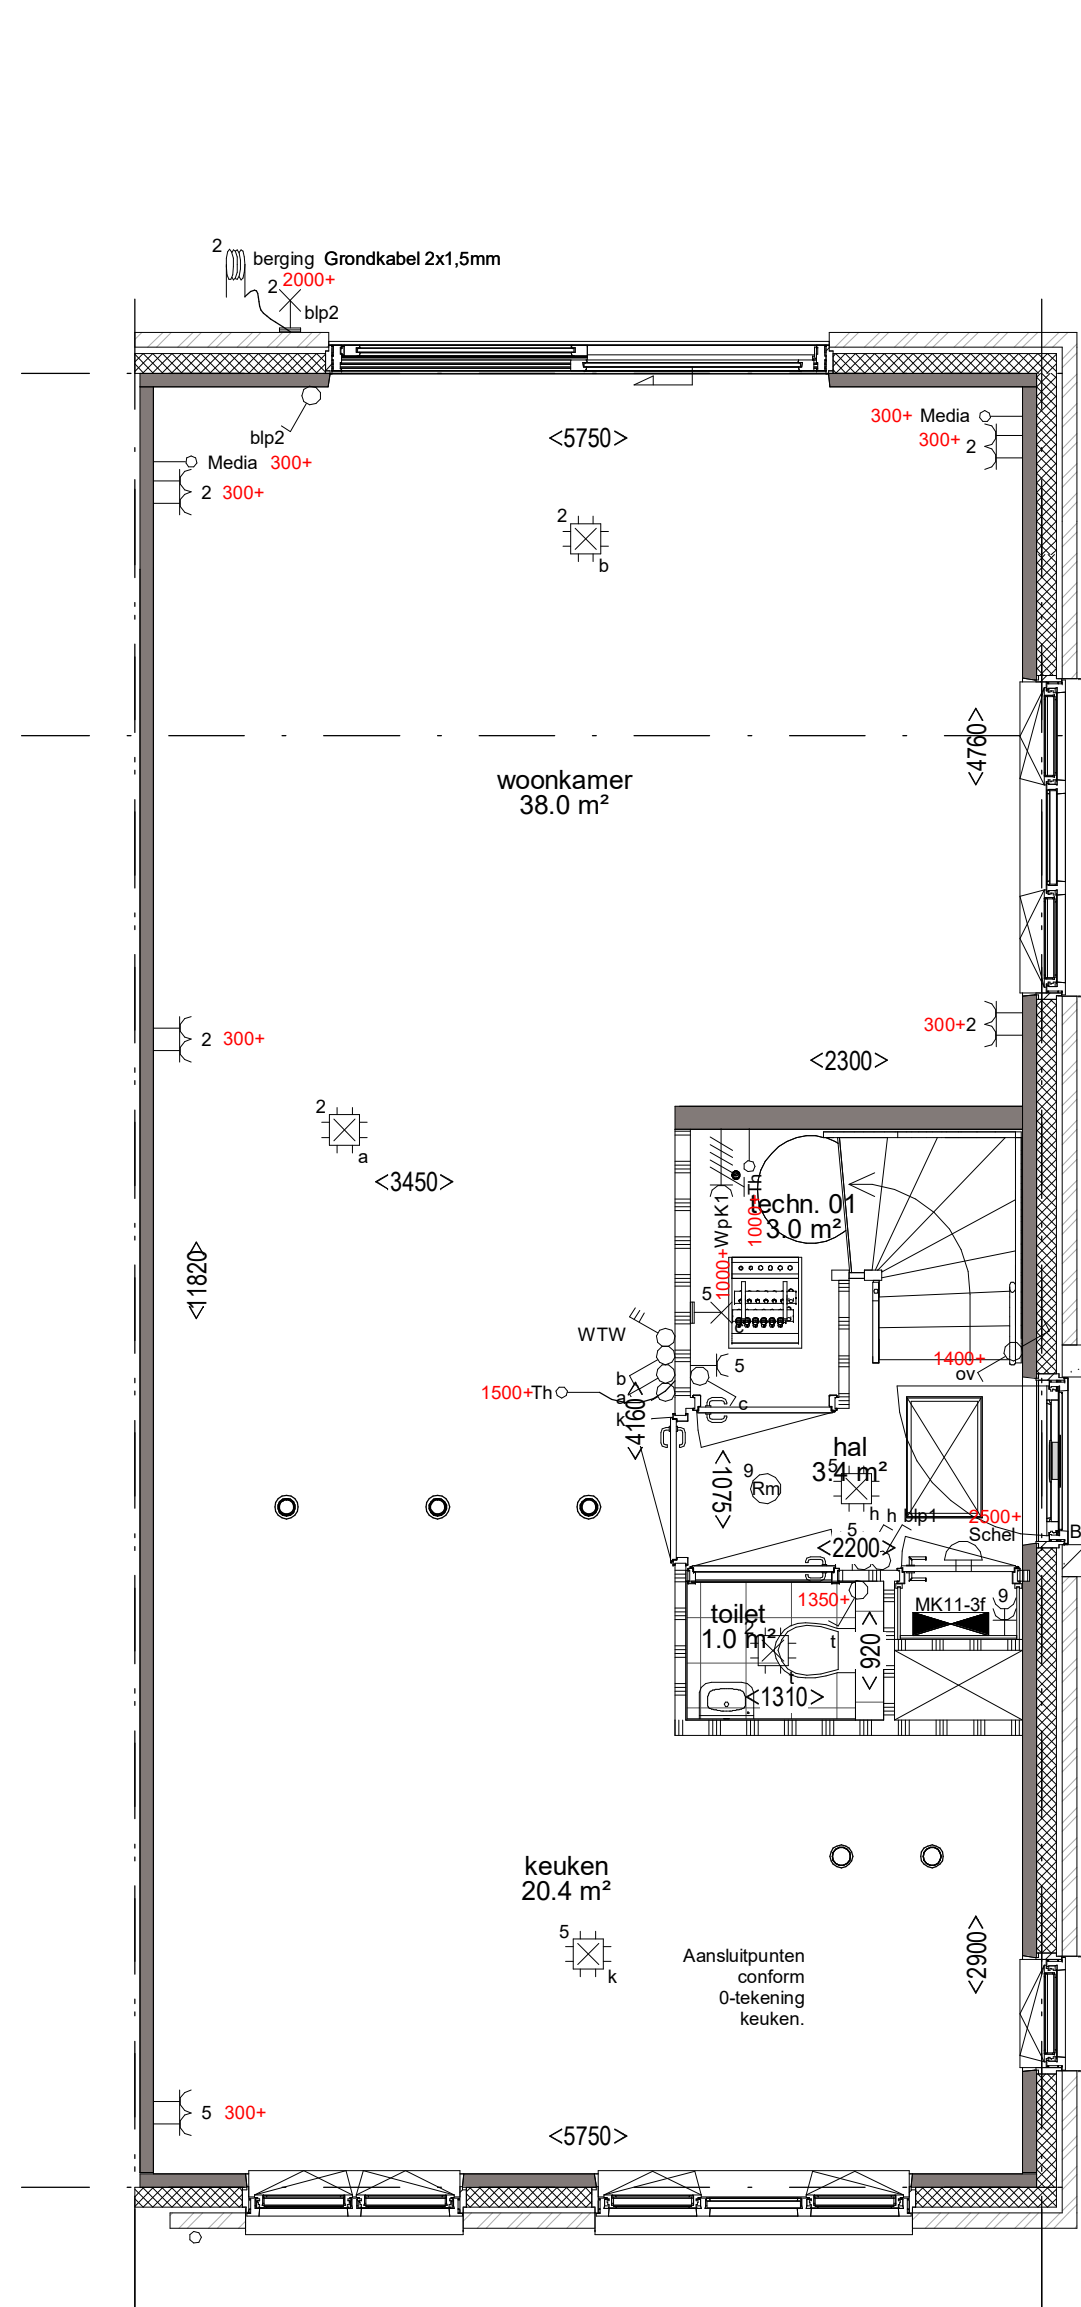 2
berging Grondkabel 2x1,5mm
2 2000+
blp2
blp2
<5750>
300+ Media
300+ 2
Media 300+
2 300+
2
b
<4760>
woonkamer
38.0 m²
2 300+
300+2
<2300>
2
a
<3450>
<11820>
techn. 01
3.0 m²
Th
1000+
WpK1
1000+
5
c
WTW
5
b
a
k
1500+Th
<4160>
c
1400+
ov
hal
3.4 m²
5
9
Rm
<1075>
h h blp1
2500+
Schel
B
5
<2200>
1350+
MK11-3f
9
toilet
1.0 m²
2
t
t
<920>
<1310>
keuken
20.4 m²
5
k
Aansluitpunten
conform
0-tekening
keuken.
<2900>
5 300+
<5750>